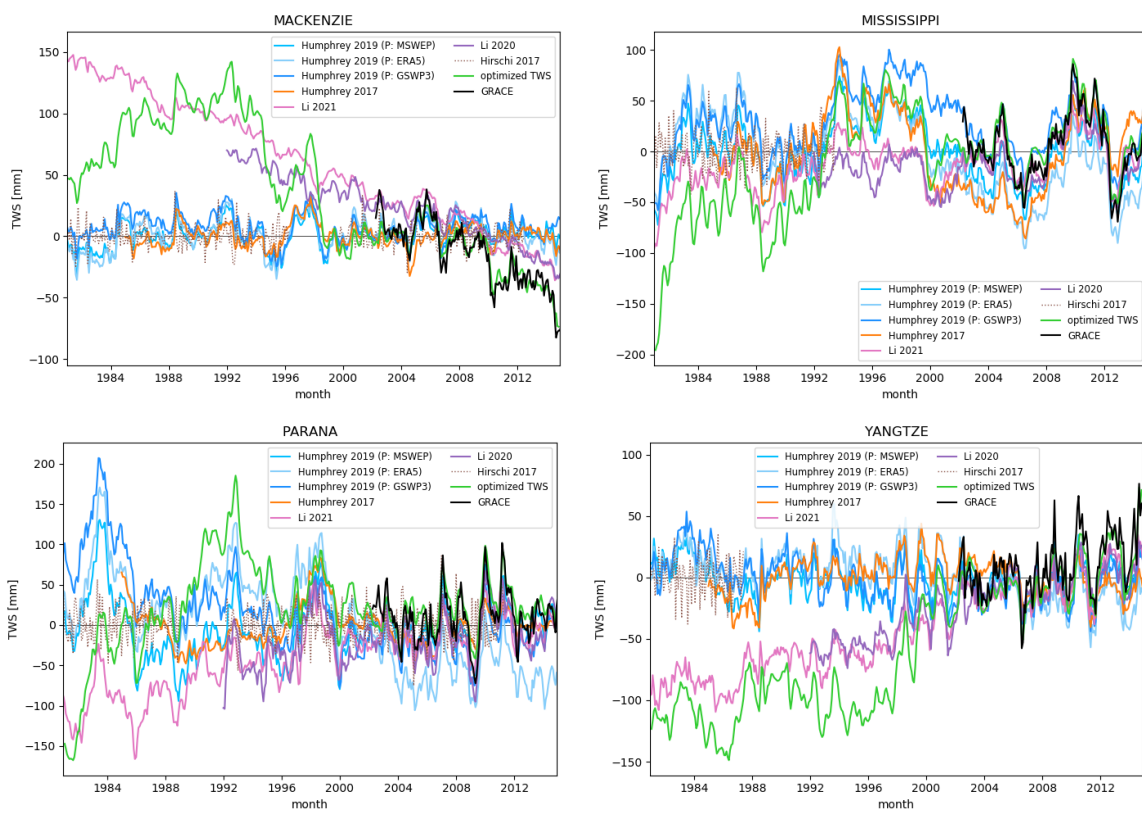 MACKENZIE
TWS [mm]
150
100
50
0
−50
−100
Humphrey 2019 (P: MSWEP)
Humphrey 2019 (P: ERA5)
Humphrey 2019 (P: GSWP3)
Humphrey 2017
Li 2021
Li 2020
Hirschi 2017
optimized TWS
GRACE
1984 1988 1992 1996 2000 2004 2008 2012
month
MISSISSIPPI
TWS [mm]
100
50
0
−50
−100
−150
−200
Humphrey 2019 (P: MSWEP)
Humphrey 2019 (P: ERA5)
Humphrey 2019 (P: GSWP3)
Humphrey 2017
Li 2021
Li 2020
Hirschi 2017
optimized TWS
GRACE
1984 1988 1992 1996 2000 2004 2008 2012
month
PARANA
TWS [mm]
200
150
100
50
0
−50
−100
−150
Humphrey 2019 (P: MSWEP)
Humphrey 2019 (P: ERA5)
Humphrey 2019 (P: GSWP3)
Humphrey 2017
Li 2021
Li 2020
Hirschi 2017
optimized TWS
GRACE
1984 1988 1992 1996 2000 2004 2008 2012
month
YANGTZE
TWS [mm]
100
50
0
−50
−100
−150
Humphrey 2019 (P: MSWEP)
Humphrey 2019 (P: ERA5)
Humphrey 2019 (P: GSWP3)
Humphrey 2017
Li 2021
Li 2020
Hirschi 2017
optimized TWS
GRACE
1984 1988 1992 1996 2000 2004 2008 2012
month